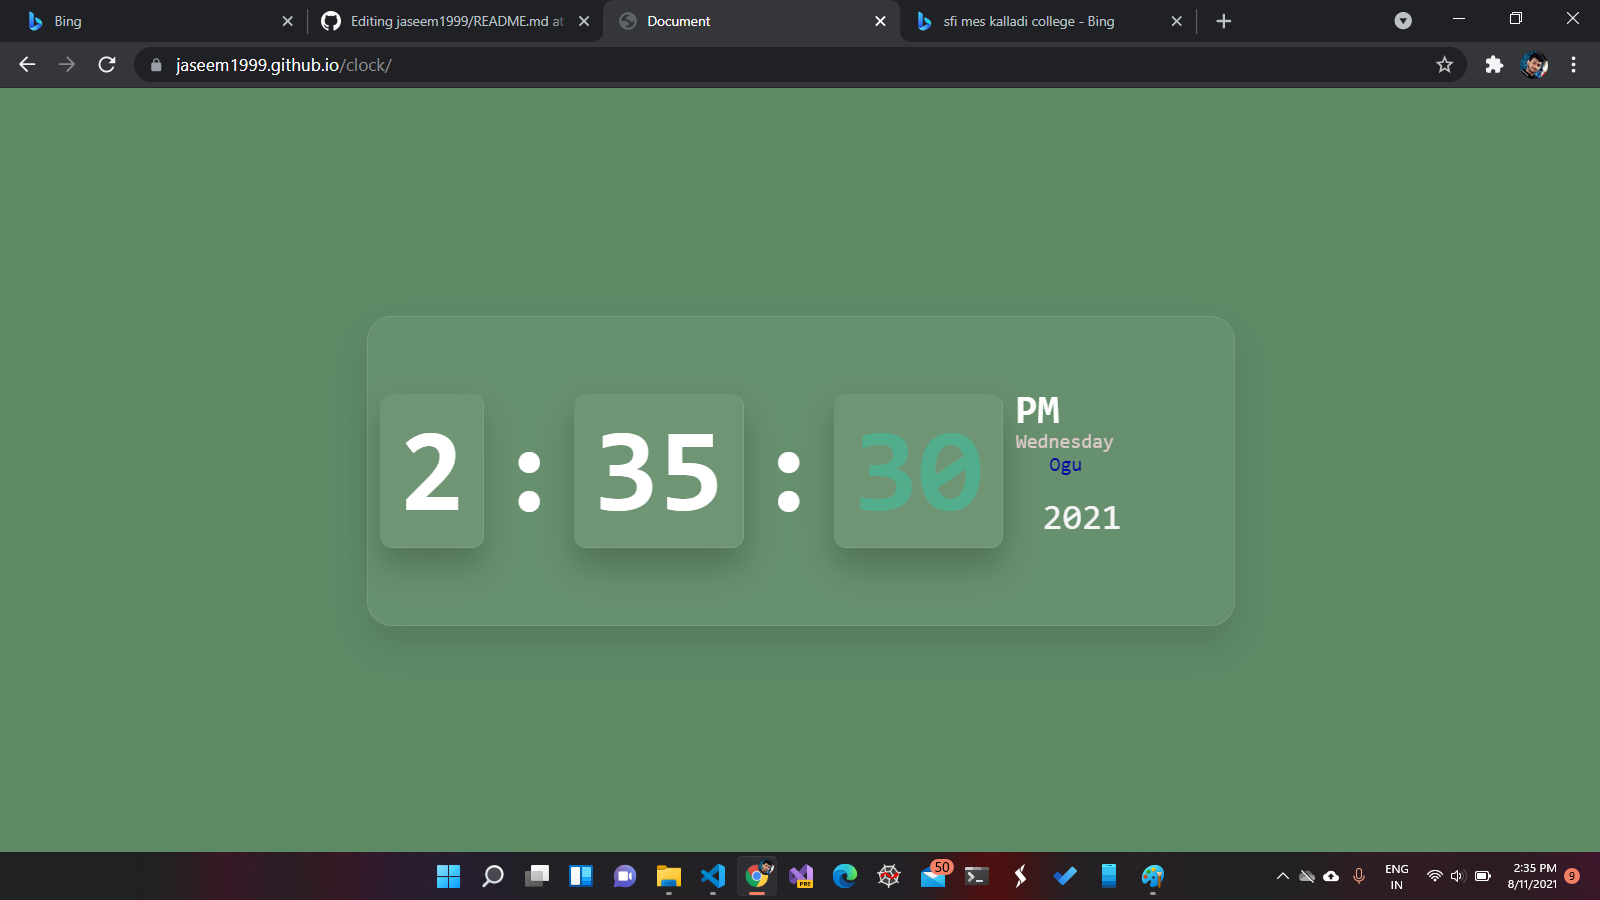 Bing
Editing jaseem1999/README.md at
Document
sfi mes kalladi college - Bing
jaseem1999.github.io/clock/
2 : 35 : 30
PM
Wednesday
Ogu
2021
PRE
50
ENG
IN
2:35 PM
8/11/2021
9